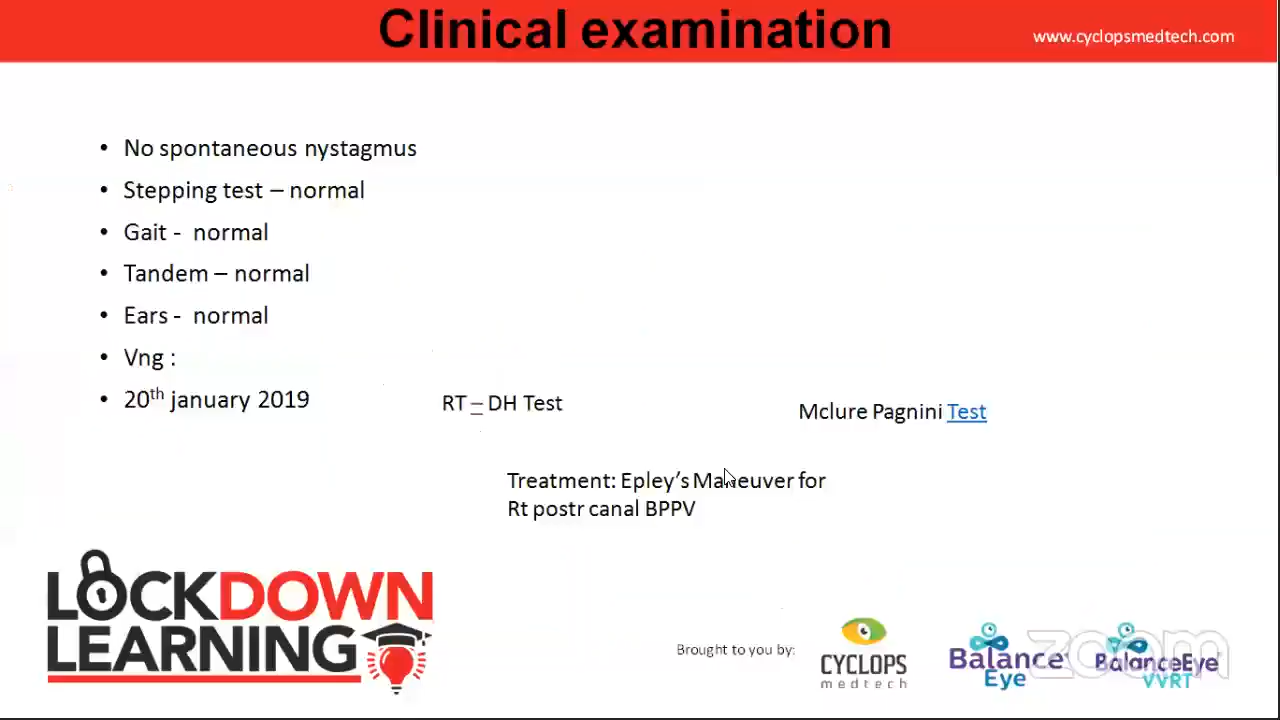 Clinical examination
www.cyclopsmedtech.com
• No spontaneous nystagmus
• Stepping test – normal
• Gait - normal
• Tandem – normal
• Ears - normal
• Vng :
• 20th january 2019
RT – DH Test
Mclure Pagnini Test
Treatment: Epley's Maneuver for
Rt postr canal BPPV
LOCKDOWN
LEARNING
Brought to you by:
CYCLOPS
medtech
Balance
Eye
BalanceEye
VVRT
zoom